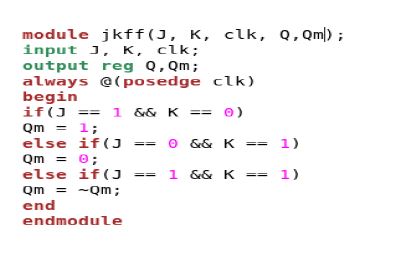 module jkff(J, K, clk, Q,Qm);
input J, K, clk;
output reg Q,Qm;
always @(posedge clk)
begin
if(J == 1 && K == 0)
Qm = 1;
else if(J == 0 && K == 1)
Qm = 0;
else if(J == 1 && K == 1)
Qm = ~Qm;
end
endmodule